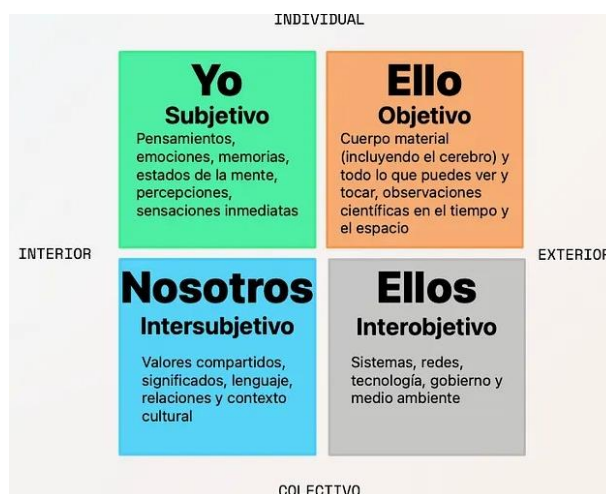 INDIVIDUAL
Yo
Subjetivo
Pensamientos,
emociones, memorias,
estados de la mente,
percepciones,
sensaciones inmediatas
Ello
Objetivo
Cuerpo material
(incluyendo el cerebro) y
todo lo que puedes ver y
tocar, observaciones
científicas en el tiempo y
el espacio
INTERIOR
EXTERIOR
Nosotros
Intersubjetivo
Valores compartidos,
significados, lenguaje,
relaciones y contexto
cultural
Ellos
Interobjetivo
Sistemas, redes,
tecnología, gobierno y
medio ambiente
COLECTIVO